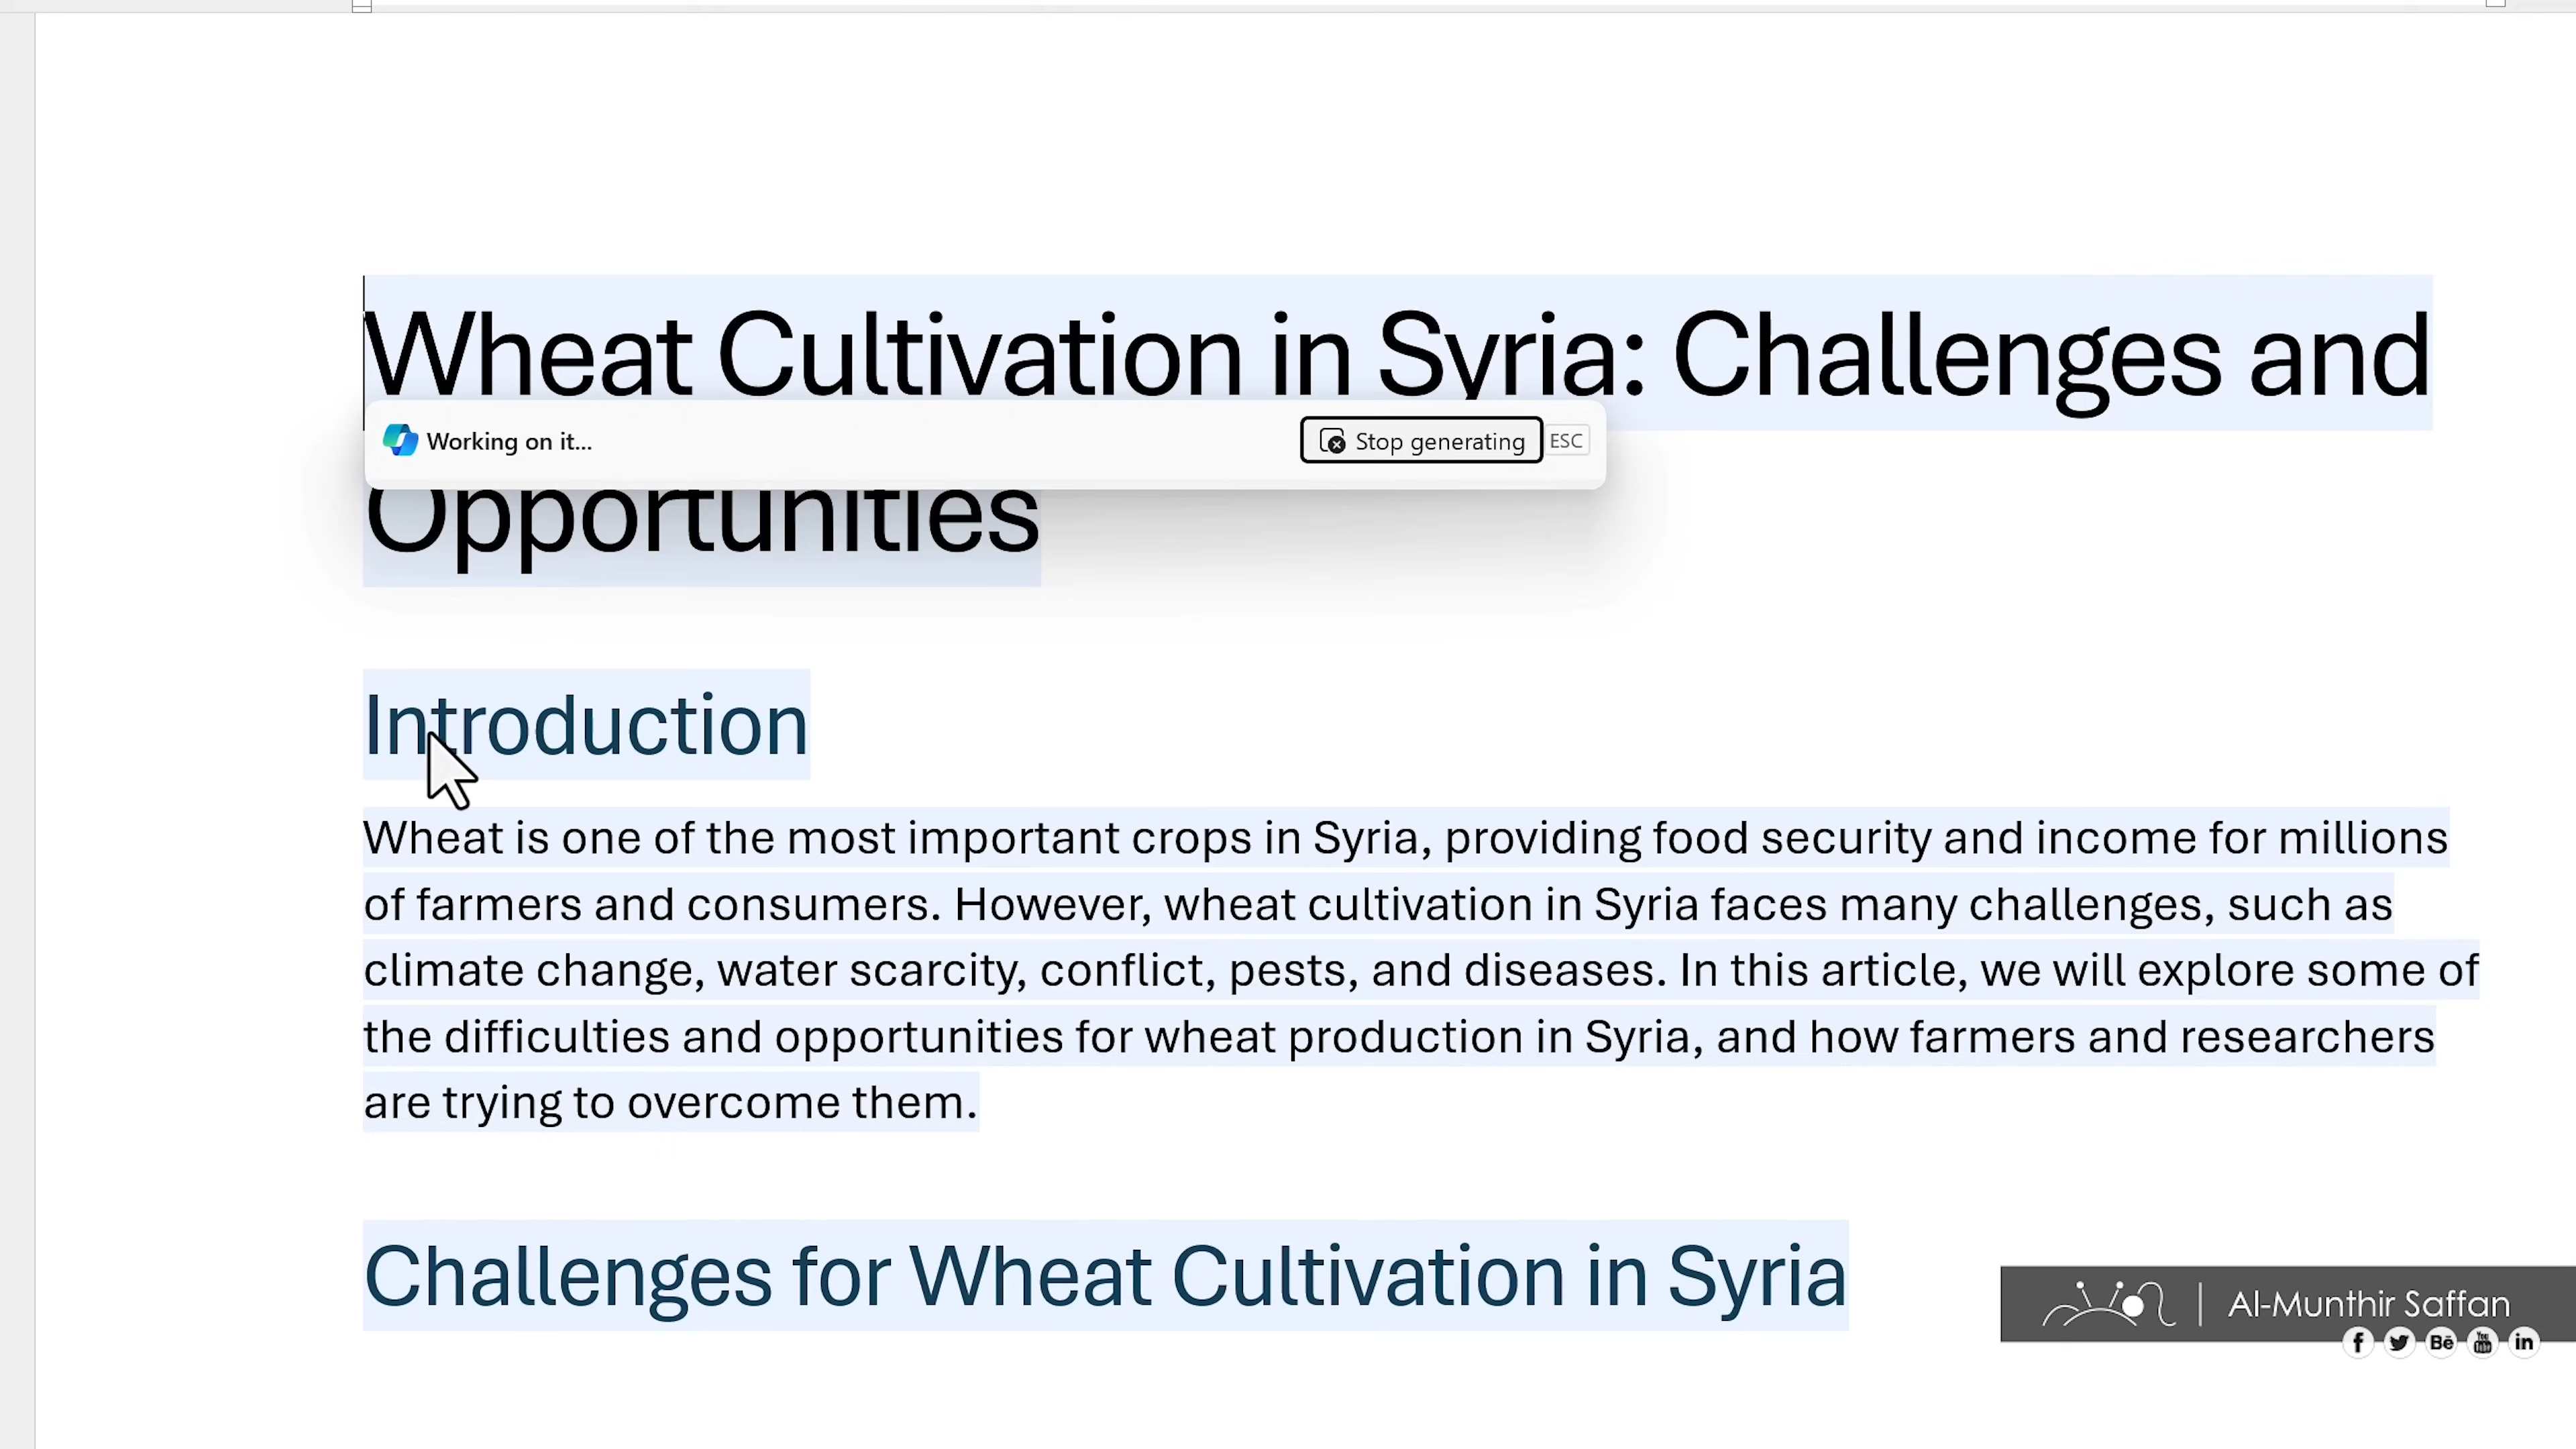 Wheat Cultivation in Syria: Challenges and
Working on it...
Stop generating
ESC
Opportunities
Introduction
Wheat is one of the most important crops in Syria, providing food security and income for millions
of farmers and consumers. However, wheat cultivation in Syria faces many challenges, such as
climate change, water scarcity, conflict, pests, and diseases. In this article, we will explore some of
the difficulties and opportunities for wheat production in Syria, and how farmers and researchers
are trying to overcome them.
Challenges for Wheat Cultivation in Syria
Al-Munthir Saffan
f
Bē
You Tube
in